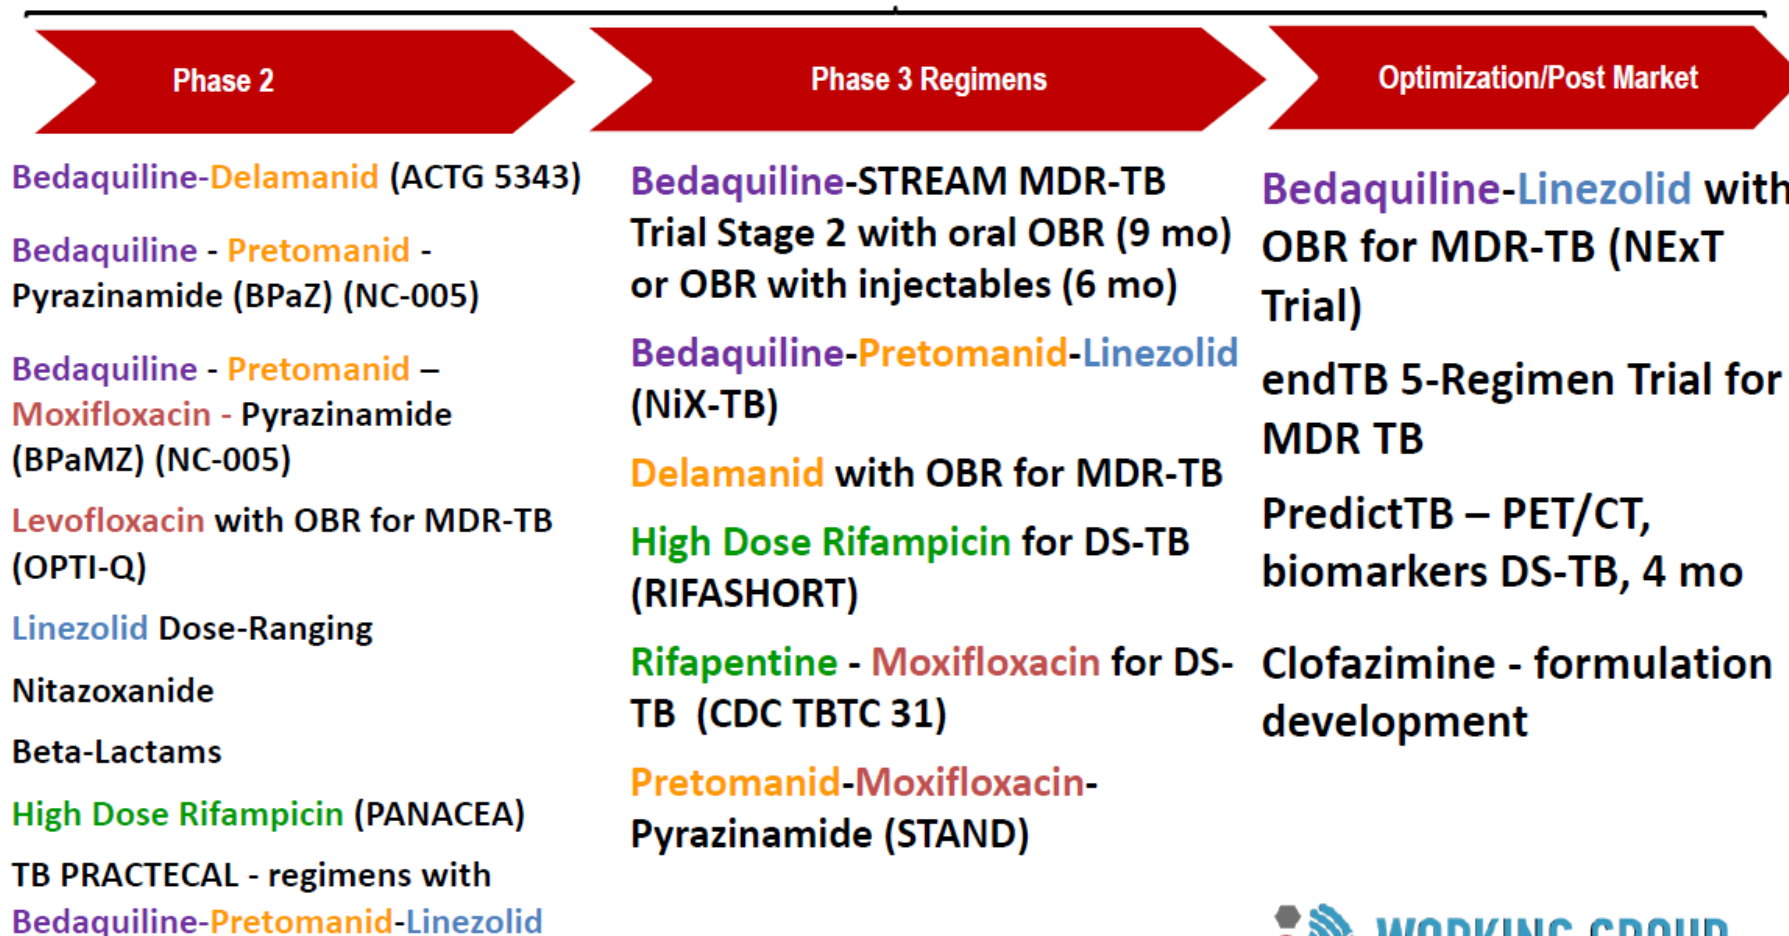 Phase 2
Bedaquiline-Delamanid (ACTG 5343)
Bedaquiline - Pretomanid -
Pyrazinamide (BPaZ) (NC-005)
Bedaquiline - Pretomanid –
Moxifloxacin - Pyrazinamide
(BPaMZ) (NC-005)
Levofloxacin with OBR for MDR-TB
(OPTI-Q)
Linezolid Dose-Ranging
Nitazoxanide
Beta-Lactams
High Dose Rifampicin (PANACEA)
TB PRACTECAL - regimens with
Bedaquiline-Pretomanid-Linezolid
Phase 3 Regimens
Bedaquiline-STREAM MDR-TB
Trial Stage 2 with oral OBR (9 mo)
or OBR with injectables (6 mo)
Bedaquiline-Pretomanid-Linezolid
(NiX-TB)
Delamanid with OBR for MDR-TB
High Dose Rifampicin for DS-TB
(RIFASHORT)
Rifapentine - Moxifloxacin for DS-
TB (CDC TBTC 31)
Pretomanid-Moxifloxacin-
Pyrazinamide (STAND)
Optimization/Post Market
Bedaquiline-Linezolid with
OBR for MDR-TB (NExT
Trial)
endTB 5-Regimen Trial for
MDR TB
PredictTB – PET/CT,
biomarkers DS-TB, 4 mo
Clofazimine - formulation
development
WORKING GROUP